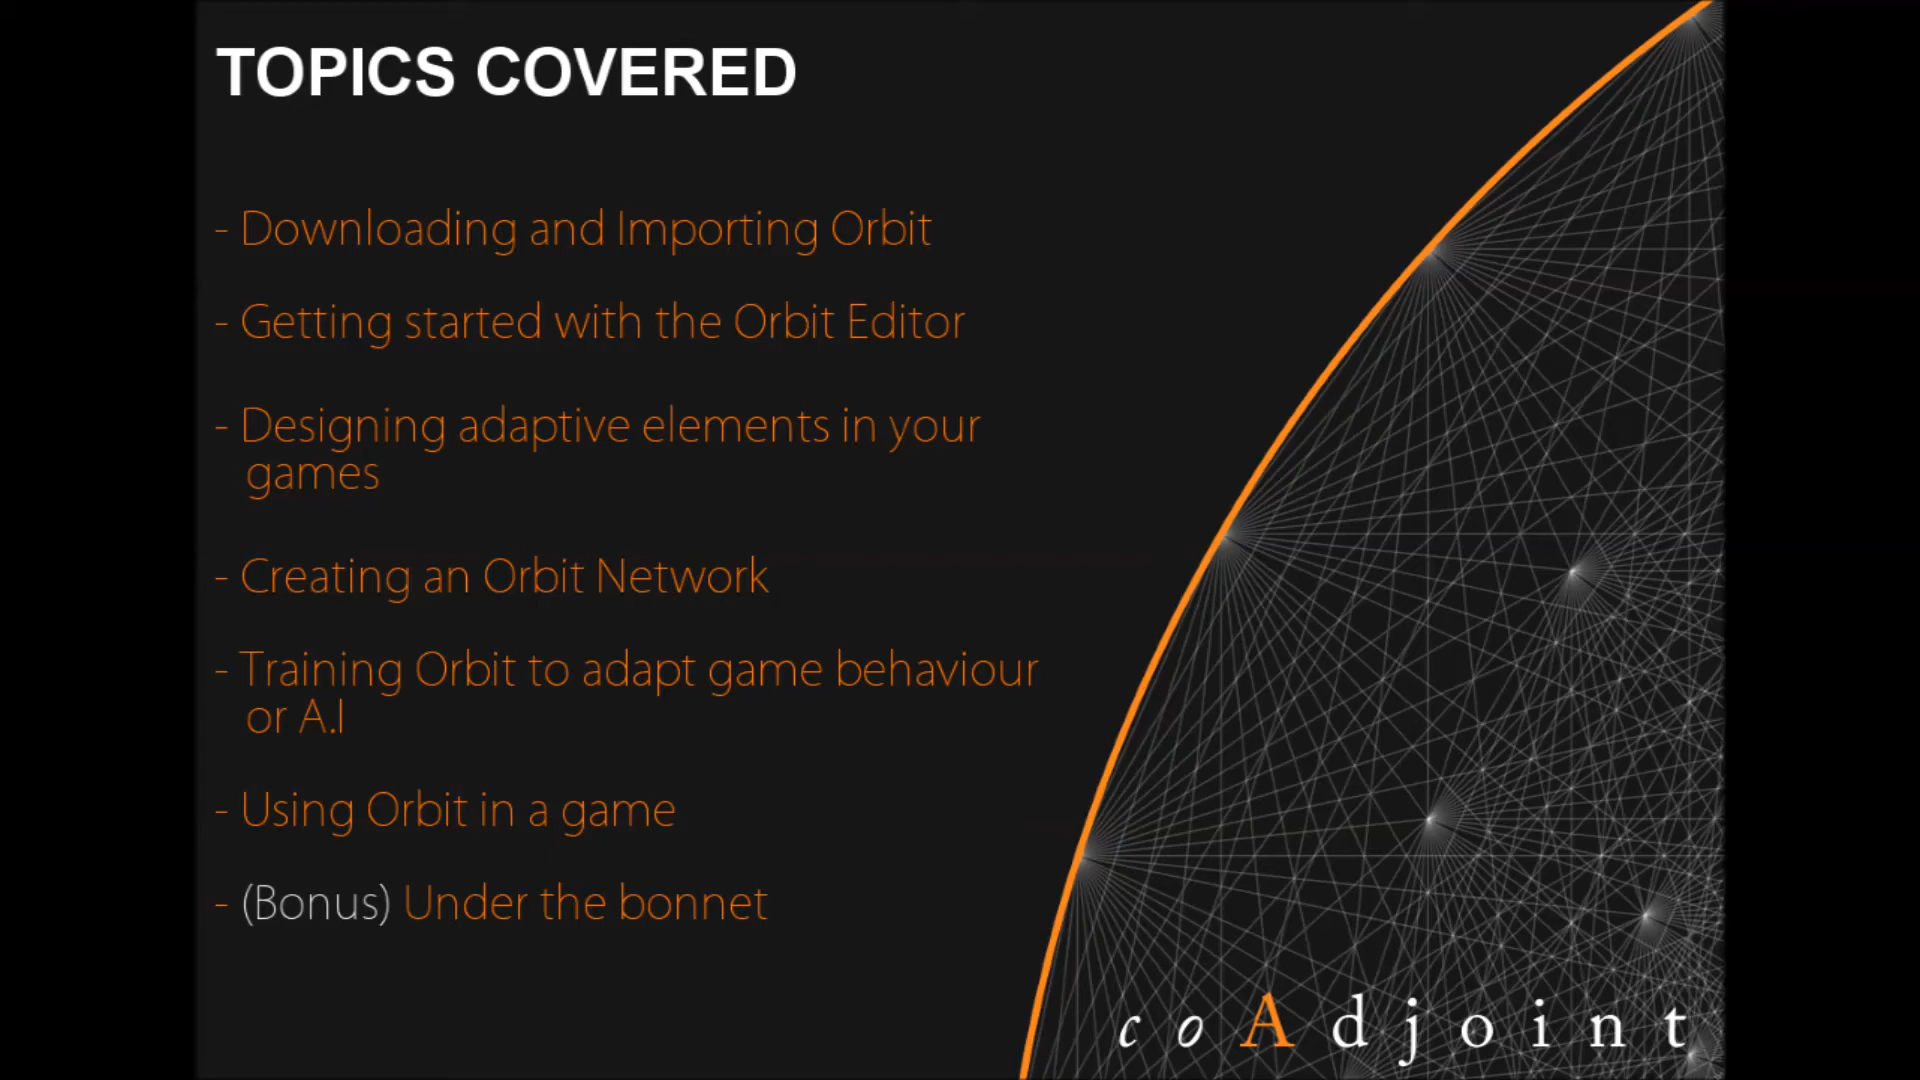 TOPICS COVERED
- Downloading and Importing Orbit
- Getting started with the Orbit Editor
- Designing adaptive elements in your
games
- Creating an Orbit Network
- Training Orbit to adapt game behaviour
or A.I
- Using Orbit in a game
- (Bonus) Under the bonnet
coAdjoint